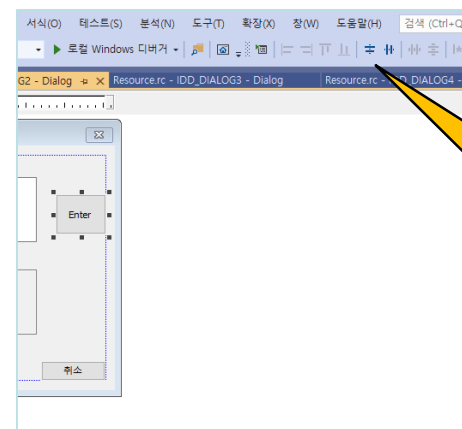 서식(O) 테스트(S) 분석(N) 도구(T) 확장(X) 창(W) 도움말(H) 검색 (Ctrl+Q
로컬 Windows 디버거
G2 - Dialog Resource.rc - IDD_DIALOG3 - Dialog Resource.rc - IDD_DIALOG4 -
Enter
취소